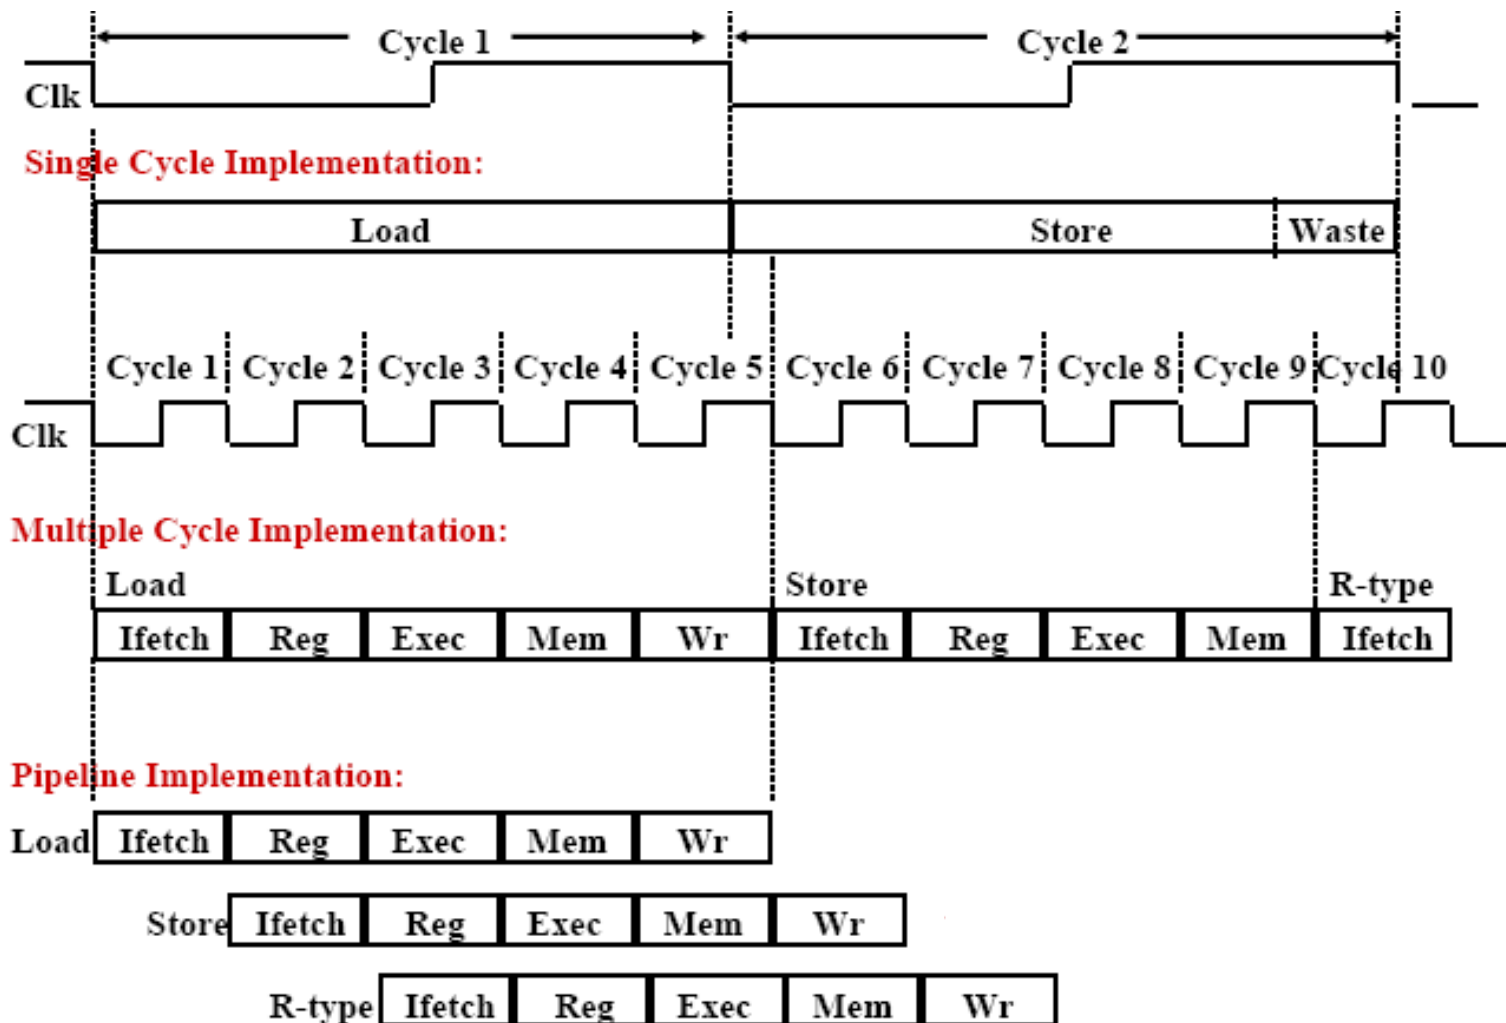 Cycle 1 Cycle 2
Clk
Single Cycle Implementation:
Load Store Waste
Cycle 1 Cycle 2 Cycle 3 Cycle 4 Cycle 5 Cycle 6 Cycle 7 Cycle 8 Cycle 9 Cycle 10
Clk
Multiple Cycle Implementation:
Load Store R-type
Ifetch Reg Exec Mem Wr Ifetch Reg Exec Mem Ifetch
Pipeline Implementation:
Load Ifetch Reg Exec Mem Wr
Store Ifetch Reg Exec Mem Wr
R-type Ifetch Reg Exec Mem Wr